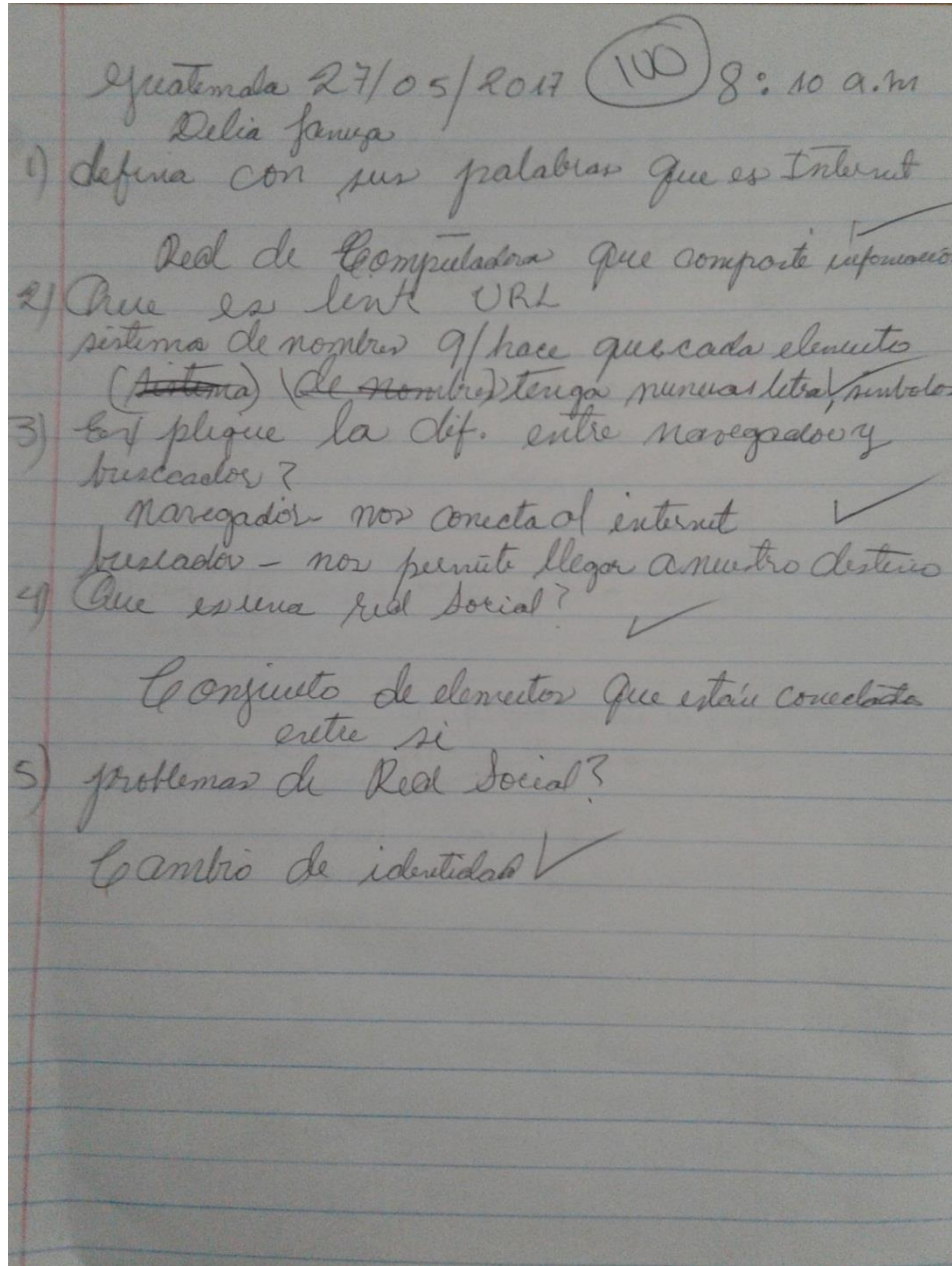 Guatemala 27/05/2017 (100) 8:10 a.m
Delia
1) defina con sus palabras que es Internet
Red de Computadora que comparte información
2) Que es link URL
sistema de nombres q/hace que cada elemento
(sistema) (de nombres) tenga numeros letras, simbolos
3) Explique la dif. entre navegador y
buscador?
navegador - nos conecta al internet
buscador - nos permite llegar a nuestro destino
4) Que es una red Social?
Conjunto de elementos que están conectados
entre si
5) problemas de Red Social?
Cambio de identidad